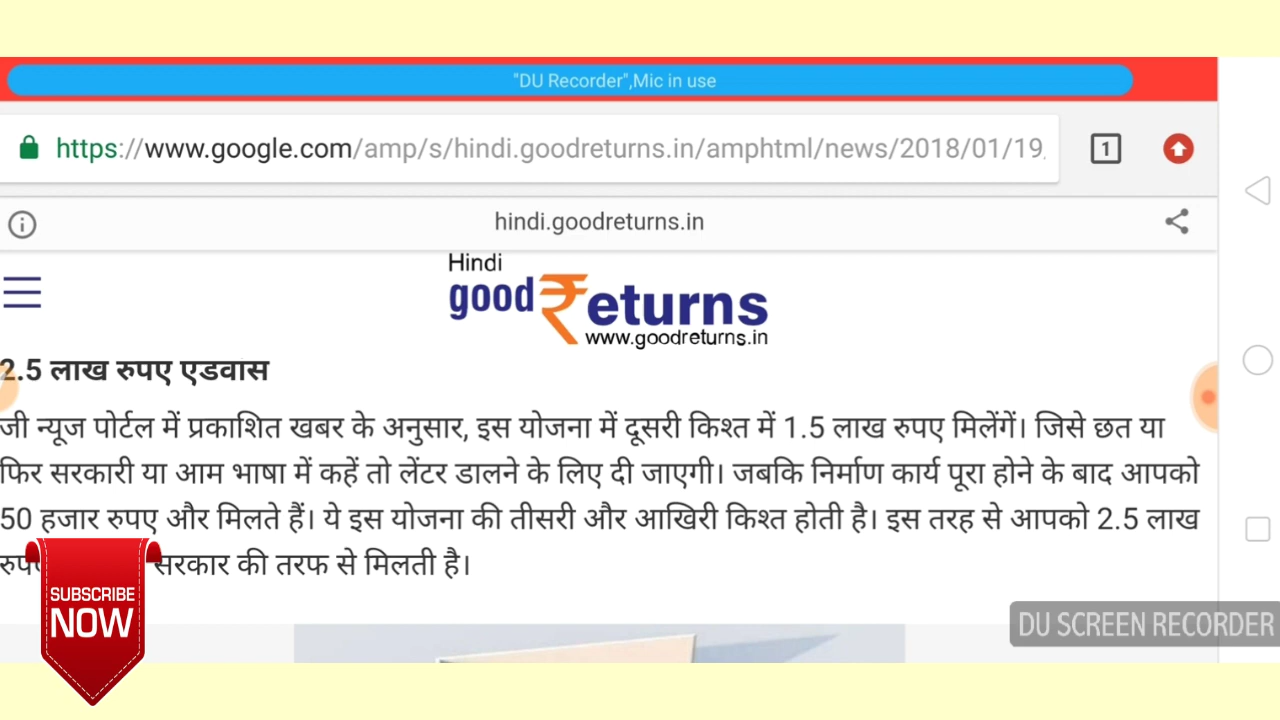 "DU Recorder",Mic in use
https://www.google.com/amp/s/hindi.goodreturns.in/amphtml/news/2018/01/19
1
hindi.goodreturns.in
Hindi
good₹eturns
www.goodreturns.in
2.5 लाख रुपए एडवास
जी न्यूज पोर्टल में प्रकाशित खबर के अनुसार, इस योजना में दूसरी किश्त में 1.5 लाख रुपए मिलेंगें। जिसे छत या
फिर सरकारी या आम भाषा में कहें तो लेंटर डालने के लिए दी जाएगी। जबकि निर्माण कार्य पूरा होने के बाद आपको
50 हजार रुपए और मिलते हैं। ये इस योजना की तीसरी और आखिरी किश्त होती है। इस तरह से आपको 2.5 लाख
सरकार की तरफ से मिलती है।
SUBSCRIBE
NOW
DU SCREEN RECORDER